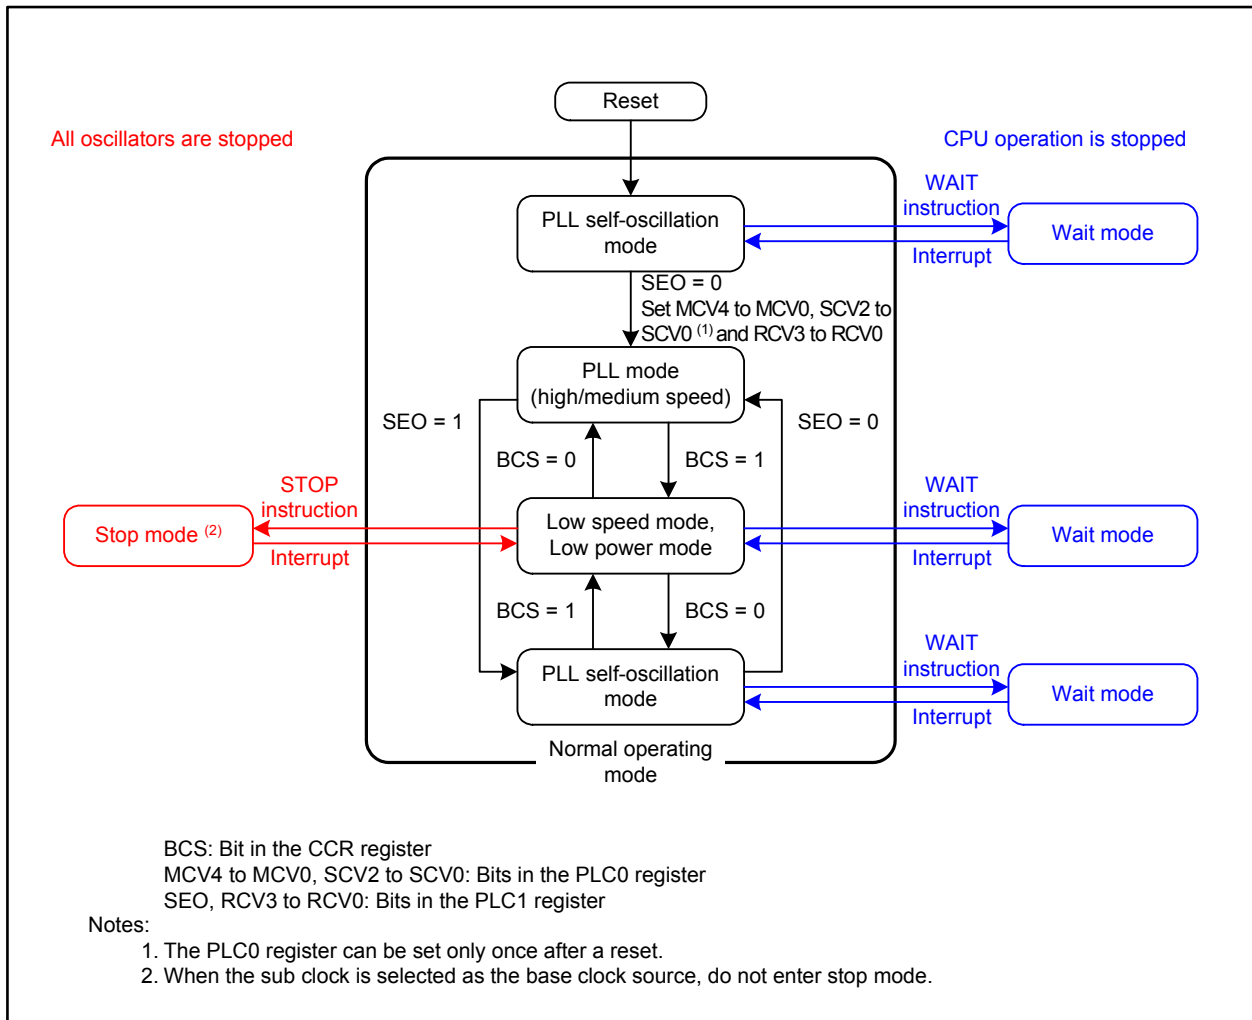 Reset
All oscillators are stopped
CPU operation is stopped
PLL self-oscillation
mode
WAIT
instruction
Interrupt
Wait mode
SEO = 0
Set MCV4 to MCV0, SCV2 to
SCV0 (1) and RCV3 to RCV0
PLL mode
(high/medium speed)
SEO = 1
SEO = 0
BCS = 0
BCS = 1
STOP
instruction
Interrupt
Stop mode (2)
Low speed mode,
Low power mode
WAIT
instruction
Interrupt
Wait mode
BCS = 1
BCS = 0
PLL self-oscillation
mode
WAIT
instruction
Interrupt
Wait mode
Normal operating
mode
BCS: Bit in the CCR register
MCV4 to MCV0, SCV2 to SCV0: Bits in the PLC0 register
SEO, RCV3 to RCV0: Bits in the PLC1 register
Notes:
1. The PLC0 register can be set only once after a reset.
2. When the sub clock is selected as the base clock source, do not enter stop mode.